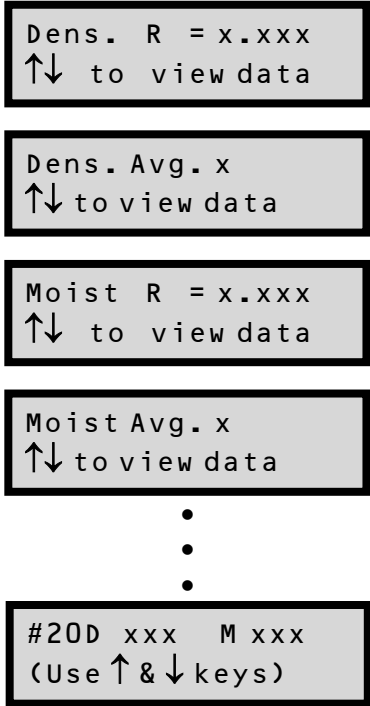 Dens. R = x.xxx
↑↓ to view data
Dens. Avg. x
↑↓ to view data
Moist R = x.xxx
↑↓ to view data
Moist Avg. x
↑↓ to view data
#20D xxx M xxx
(Use ↑ & ↓ keys)